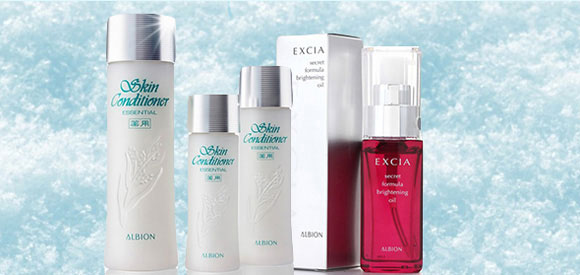 Skin
Conditioner
ESSENTIAL
薬用
ALBION
Skin
Conditioner
ESSENTIAL
薬用
ALBION
Skin
Conditioner
ESSENTIAL
薬用
ALBION
EXCIA
secret
formula
brightening
oil
ALBION
EXCIA
secret
formula
brightening
oil
ALBION